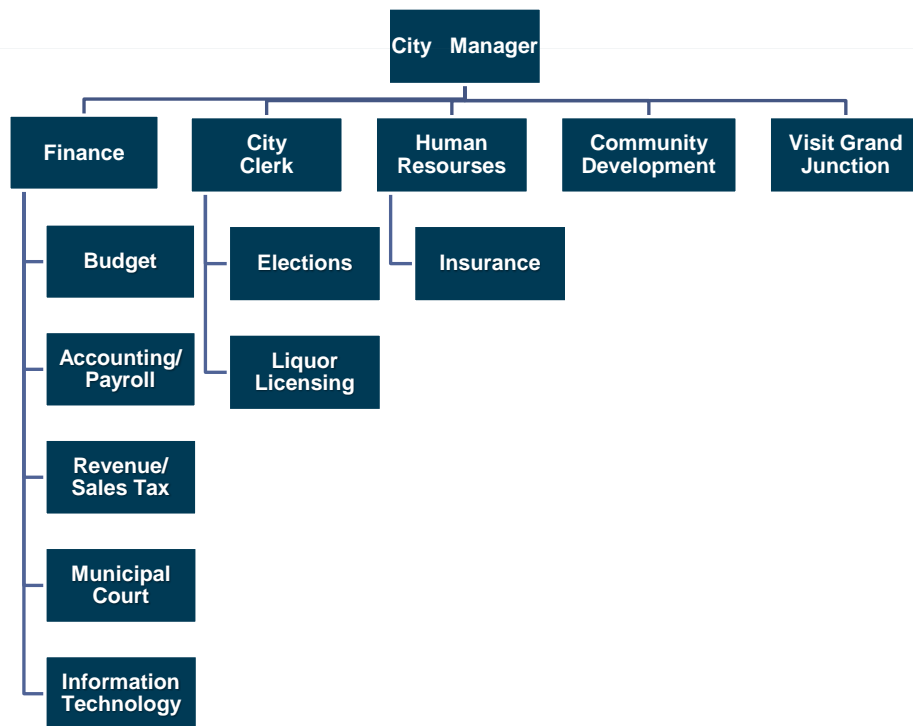 City Manager
Finance
City
Clerk
Human
Resourses
Community
Development
Visit Grand
Junction
Budget
Elections
Insurance
Accounting/
Payroll
Liquor
Licensing
Revenue/
Sales Tax
Municipal
Court
Information
Technology